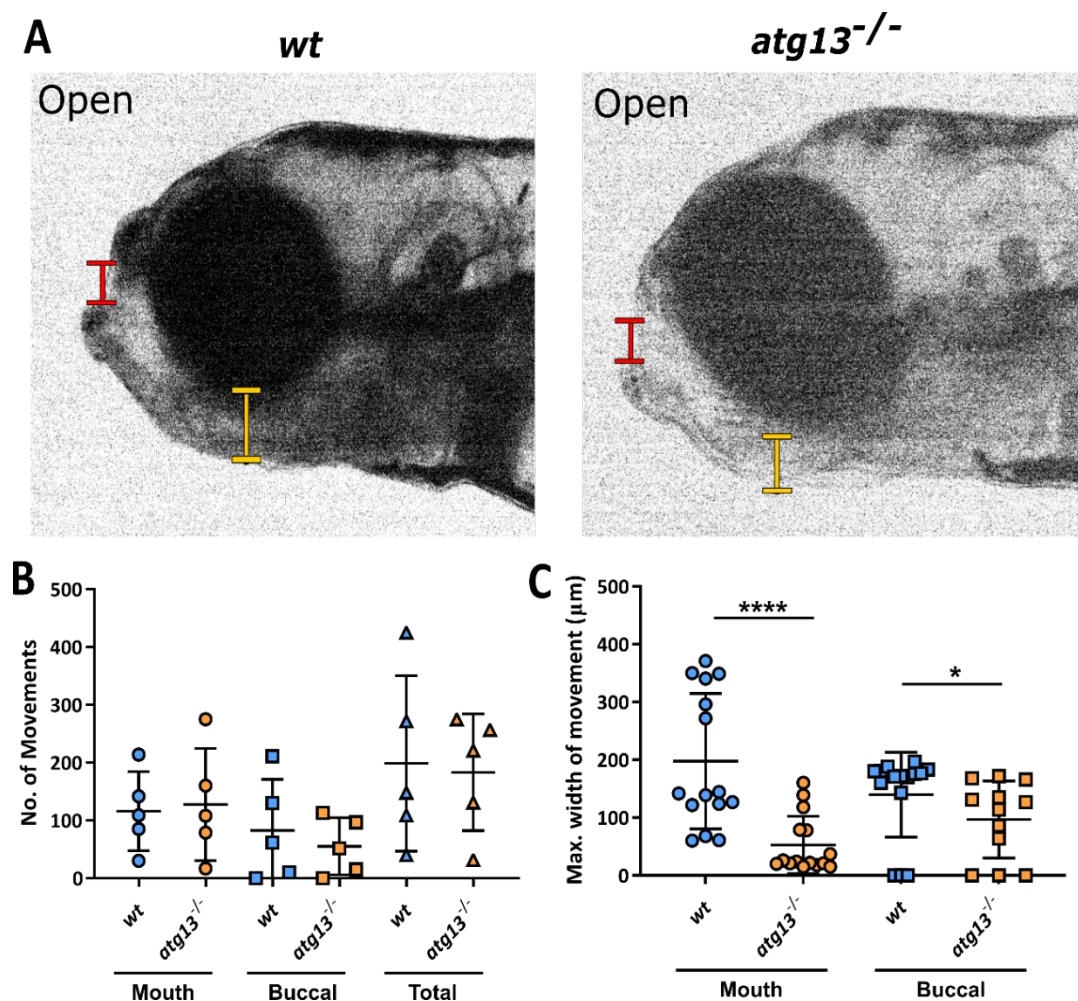 A
wt
atg13-/-
Open
Open
B
No. of Movements
500
400
300
200
100
0
wt
atg13-/-
wt
atg13-/-
wt
atg13-/-
Mouth
Buccal
Total
C
Max. width of movement (μm)
500
400
300
200
100
0
****
*
wt
atg13-/-
wt
atg13-/-
Mouth
Buccal